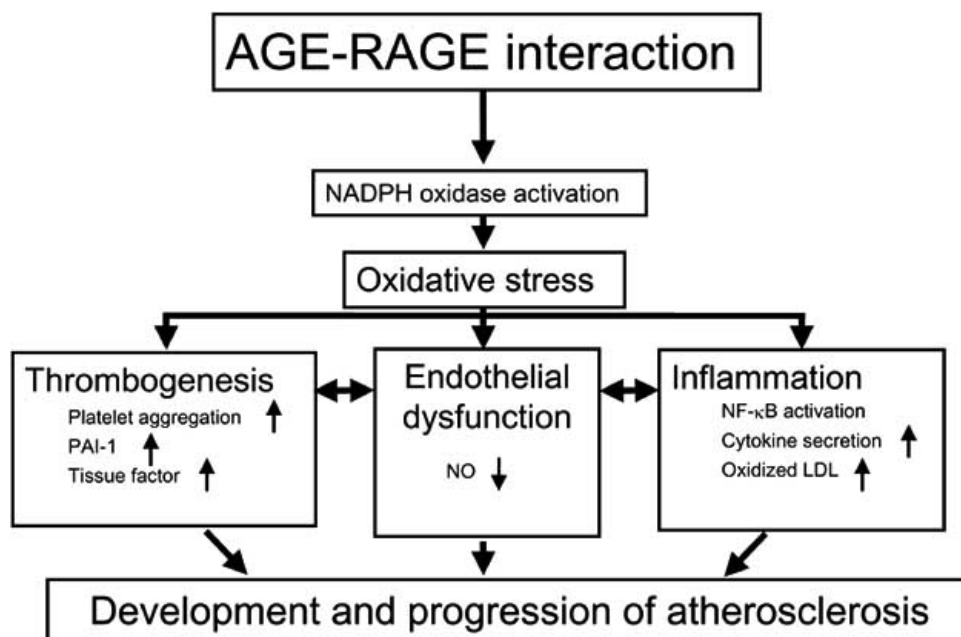 AGE-RAGE interaction
NADPH oxidase activation
Oxidative stress
Thrombogenesis
Platelet aggregation
PAI-1
Tissue factor
Endothelial
dysfunction
NO
Inflammation
NF-κB activation
Cytokine secretion
Oxidized LDL
Development and progression of atherosclerosis